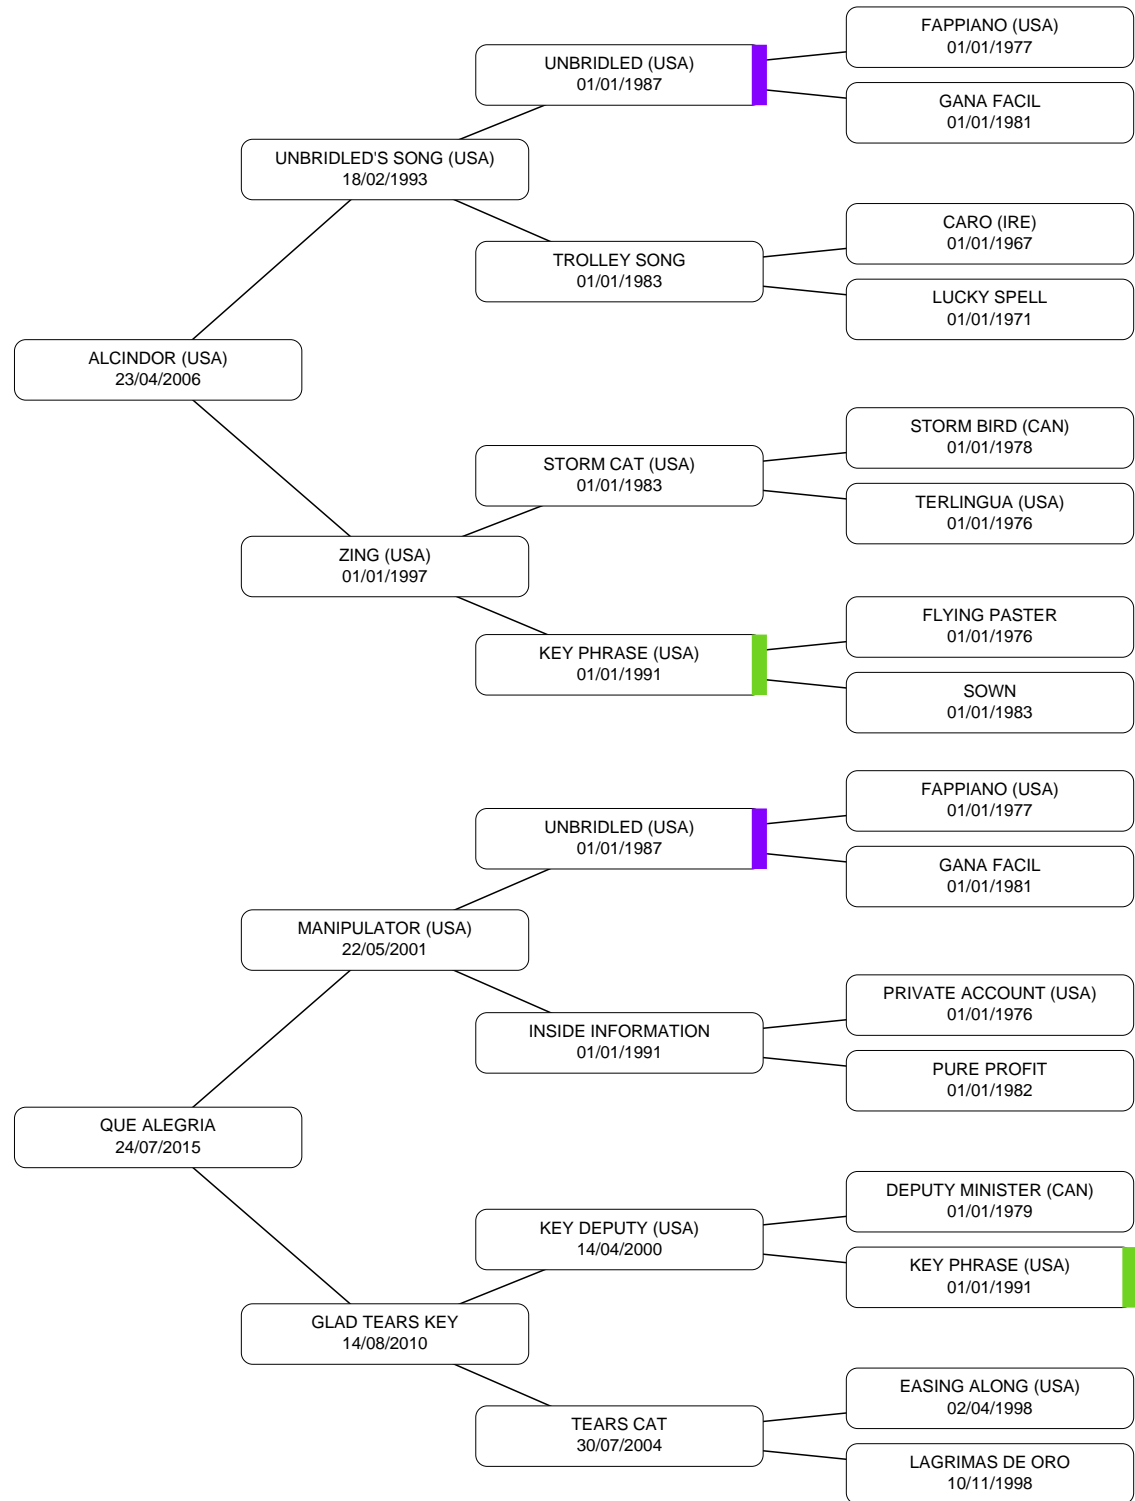 FAPPIANO (USA)
01/01/1977
UNBRIDLED (USA)
01/01/1987
GANA FACIL
01/01/1981
UNBRIDLED'S SONG (USA)
18/02/1993
CARO (IRE)
01/01/1967
TROLLEY SONG
01/01/1983
LUCKY SPELL
01/01/1971
ALCINDOR (USA)
23/04/2006
STORM BIRD (CAN)
01/01/1978
STORM CAT (USA)
01/01/1983
TERLINGUA (USA)
01/01/1976
ZING (USA)
01/01/1997
FLYING PASTER
01/01/1976
KEY PHRASE (USA)
01/01/1991
SOWN
01/01/1983
FAPPIANO (USA)
01/01/1977
UNBRIDLED (USA)
01/01/1987
GANA FACIL
01/01/1981
MANIPULATOR (USA)
22/05/2001
PRIVATE ACCOUNT (USA)
01/01/1976
INSIDE INFORMATION
01/01/1991
PURE PROFIT
01/01/1982
QUE ALEGRIA
24/07/2015
DEPUTY MINISTER (CAN)
01/01/1979
KEY DEPUTY (USA)
14/04/2000
KEY PHRASE (USA)
01/01/1991
GLAD TEARS KEY
14/08/2010
EASING ALONG (USA)
02/04/1998
TEARS CAT
30/07/2004
LAGRIMAS DE ORO
10/11/1998